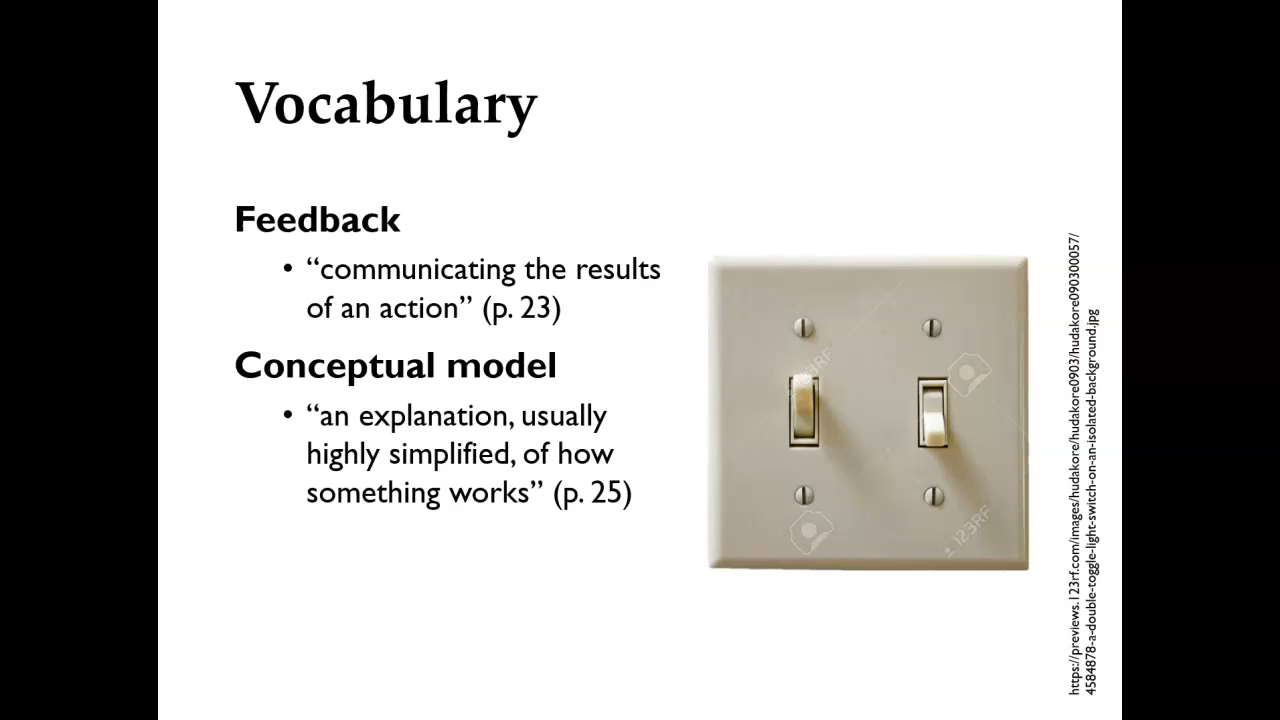 Vocabulary
Feedback
• “communicating the results
of an action” (p. 23)
Conceptual model
• “an explanation, usually
highly simplified, of how
something works” (p. 25)
123RF
123RF
https://previews.123rf.com/images/hudakore/hudakore0903/hudakore090300057/
4584878-a-double-toggle-light-switch-on-an-isolated-background.jpg